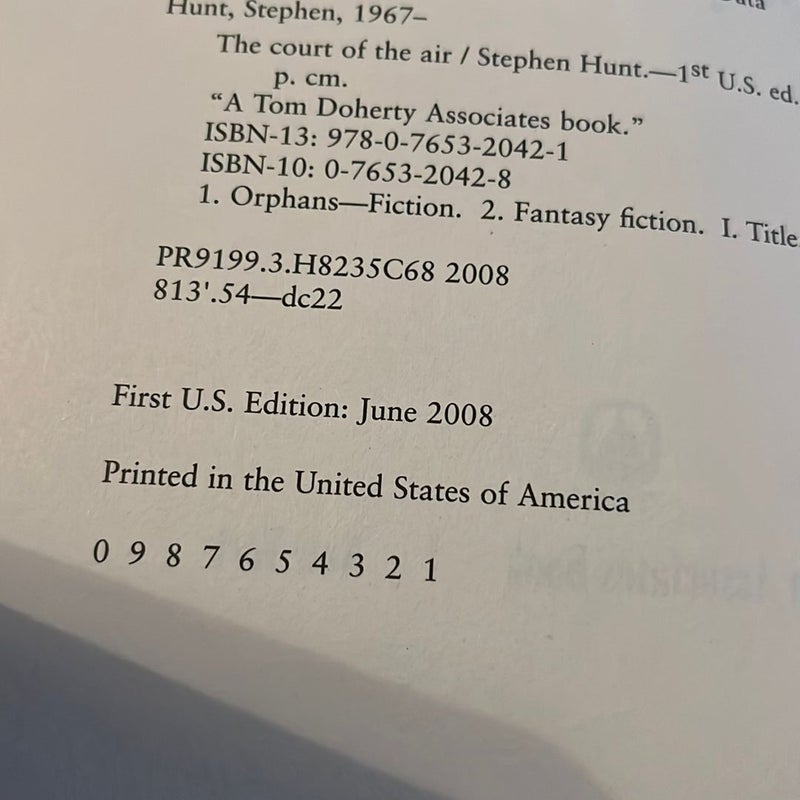 Hunt, Stephen, 1967–
The court of the air / Stephen Hunt.—1st U.S. ed.
p. cm.
“A Tom Doherty Associates book.”
ISBN-13: 978-0-7653-2042-1
ISBN-10: 0-7653-2042-8
1. Orphans—Fiction. 2. Fantasy fiction. I. Title
PR9199.3.H8235C68 2008
813'.54—dc22
First U.S. Edition: June 2008
Printed in the United States of America
0 9 8 7 6 5 4 3 2 1